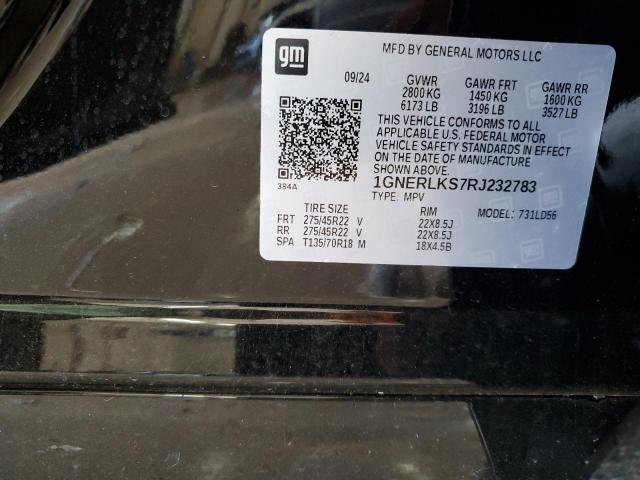 gm
MFD BY GENERAL MOTORS LLC
09/24 GVWR GAWR FRT GAWR RR
2800 KG 1450 KG 1600 KG
6173 LB 3196 LB 3527 LB
THIS VEHICLE CONFORMS TO ALL
APPLICABLE U.S. FEDERAL MOTOR
VEHICLE SAFETY STANDARDS IN EFFECT
ON THE DATE OF MANUFACTURE
SHOWN ABOVE.
384A
1GNERLKS7RJ232783
TYPE: MPV
TIRE SIZE RIM MODEL: 731LD56
FRT 275/45R22 V 22X8.5J
RR 275/45R22 V 22X8.5J
SPA T135/70R18 M 18X4.5B